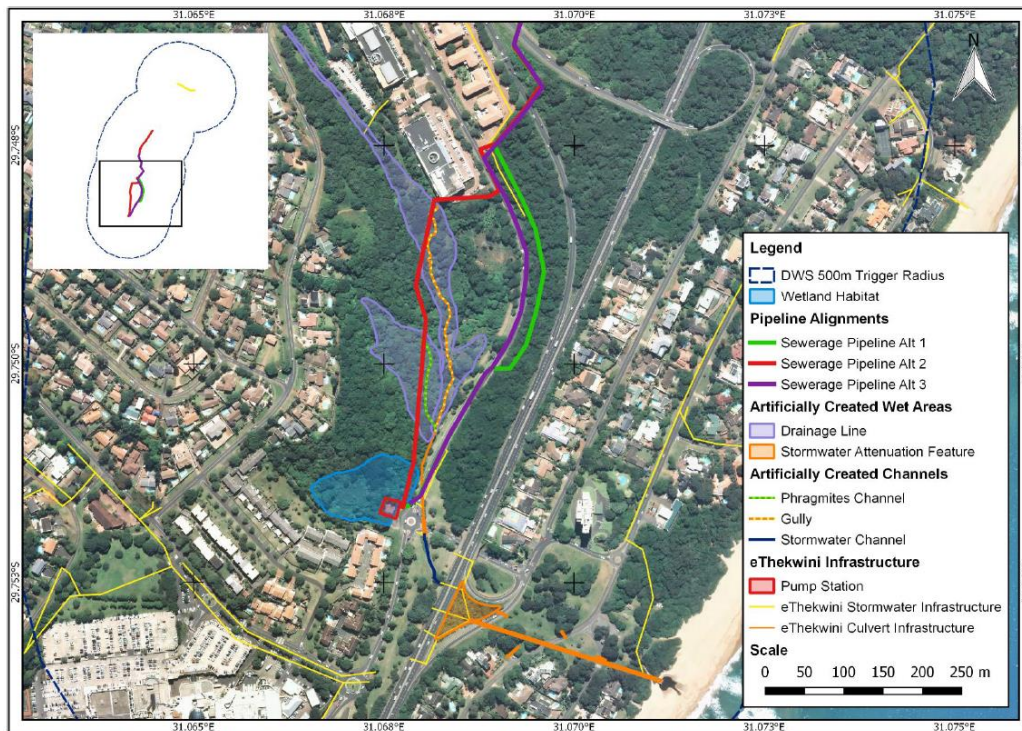 31.065°E 31.068°E 31.070°E 31.073°E 31.075°E
N
29.748°S
29.750°S
29.753°S
Legend
DWS 500m Trigger Radius
Wetland Habitat
Pipeline Alignments
Sewerage Pipeline Alt 1
Sewerage Pipeline Alt 2
Sewerage Pipeline Alt 3
Artificially Created Wet Areas
Drainage Line
Stormwater Attenuation Feature
Artificially Created Channels
Phragmites Channel
Gully
Stormwater Channel
eThekwini Infrastructure
Pump Station
eThekwini Stormwater Infrastructure
eThekwini Culvert Infrastructure
Scale
0 50 100 150 200 250 m
31.065°E 31.068°E 31.070°E 31.073°E 31.075°E